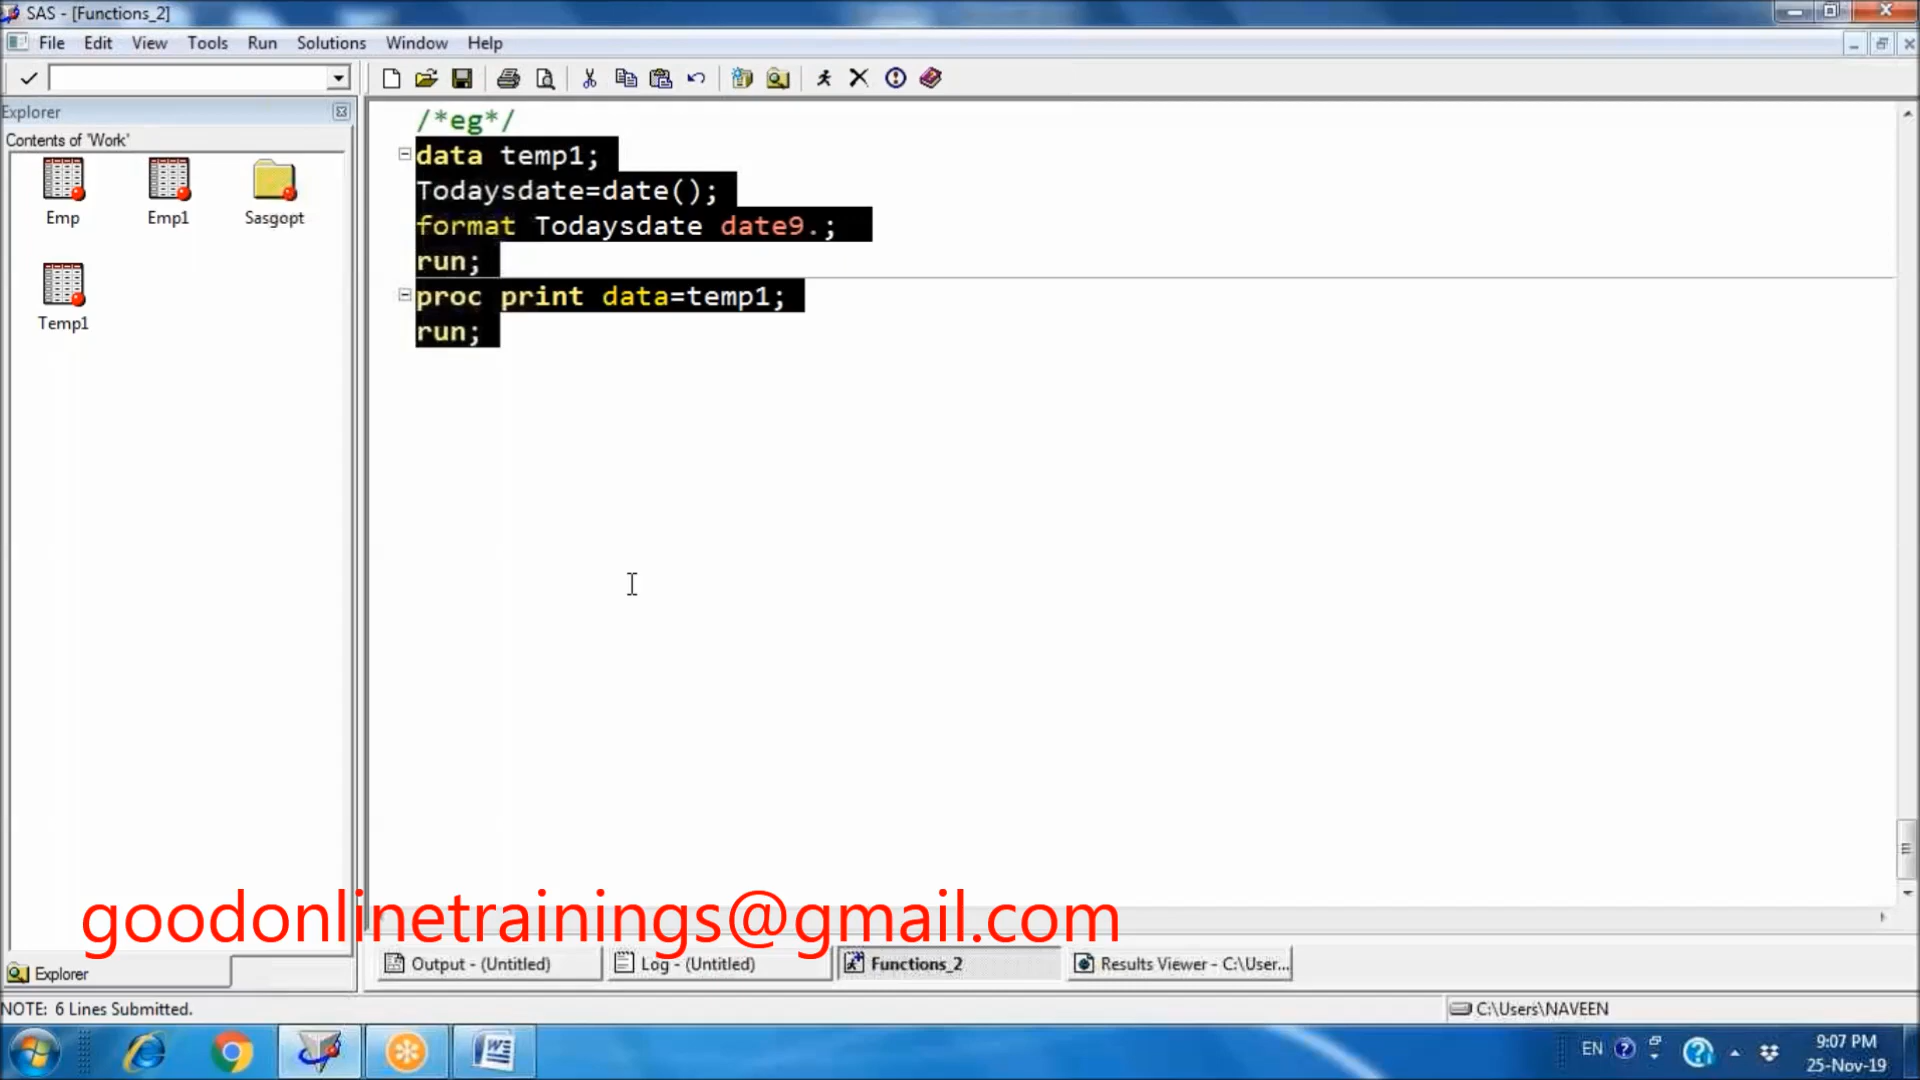 SAS - [Functions_2]
File Edit View Tools Run Solutions Window Help
Explorer
Contents of 'Work'
Emp
Emp1
Sasgopt
Temp1
/*eg*/
data temp1;
Todaysdate=date();
format Todaysdate date9.;
run;
proc print data=temp1;
run;
goodonlinetrainings@gmail.com
Explorer
Output - (Untitled)
Log - (Untitled)
Functions_2
Results Viewer - C:\User...
NOTE: 6 Lines Submitted.
C:\Users\NAVEEN
EN
9:07 PM
25-Nov-19